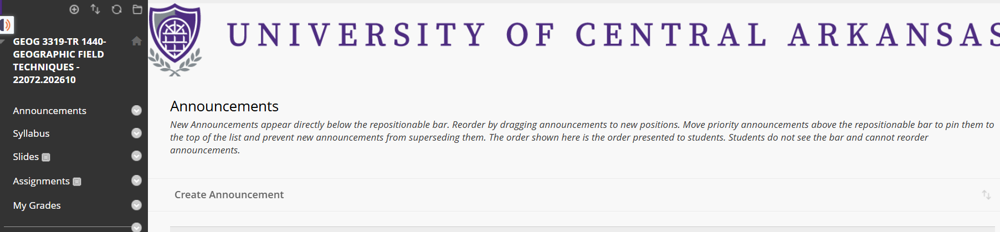 GEOG 3319-TR 1440-
GEOGRAPHIC FIELD
TECHNIQUES -
22072.202610
Announcements
Syllabus
Slides
Assignments
My Grades
UNIVERSITY OF CENTRAL ARKANSAS
Announcements
New Announcements appear directly below the repositionable bar. Reorder by dragging announcements to new positions. Move priority announcements above the repositionable bar to pin them to
the top of the list and prevent new announcements from superseding them. The order shown here is the order presented to students. Students do not see the bar and cannot reorder
announcements.
Create Announcement